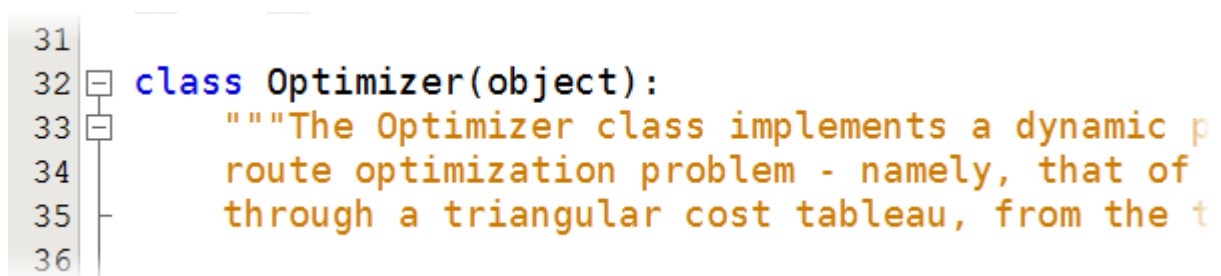 31
32 class Optimizer(object):
33 """The Optimizer class implements a dynamic
34 route optimization problem - namely, that of
35 through a triangular cost tableau, from the
36